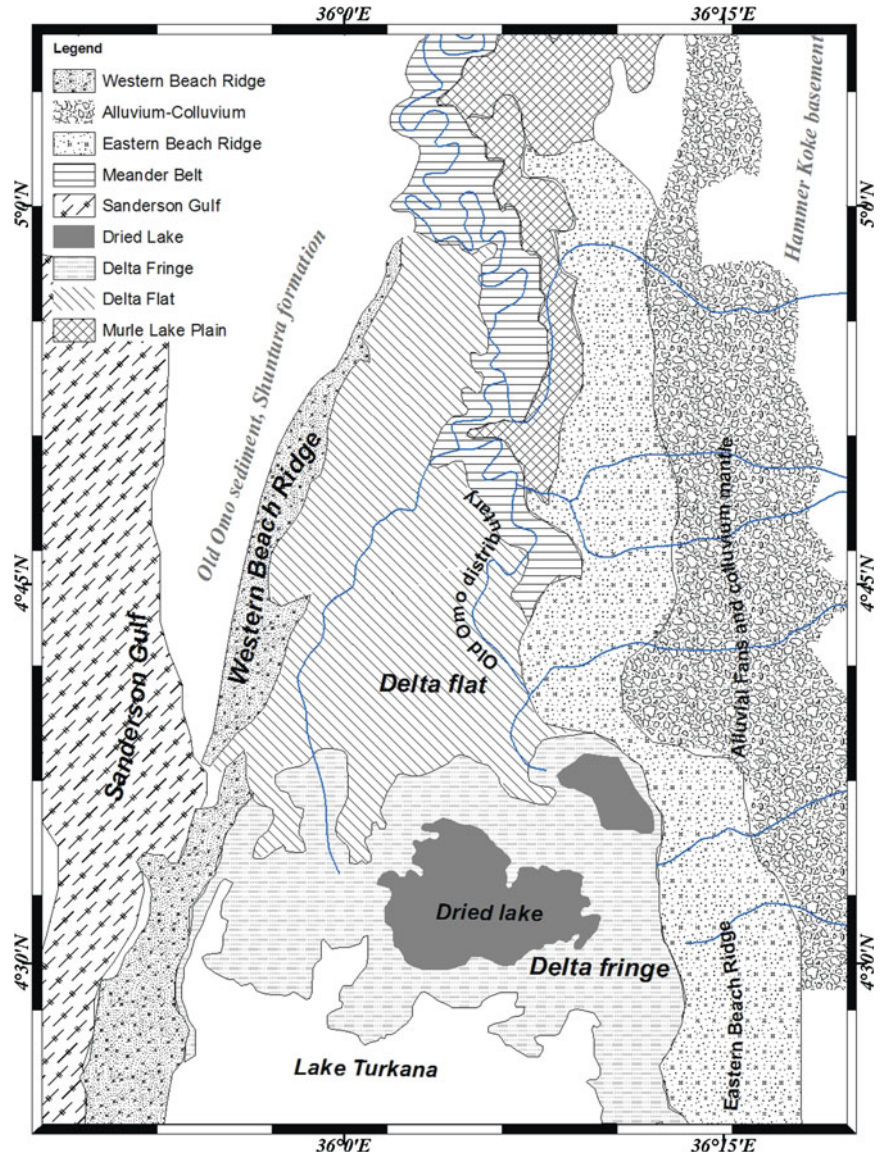 36°0'E
36°15'E
Legend
Western Beach Ridge
Alluvium-Colluvium
Eastern Beach Ridge
Meander Belt
Sanderson Gulf
Dried Lake
Delta Fringe
Delta Flat
Murle Lake Plain
Hammer Koke basement
5°0'N
5°0'N
Old Omo sediment, Shuntura formation
Western Beach Ridge
Old Omo distributary
Alluvial Fans and colluvium mantle
4°45'N
4°45'N
Sanderson Gulf
Delta flat
Dried lake
Delta fringe
Eastern Beach Ridge
4°30'N
4°30'N
Lake Turkana
36°0'E
36°15'E